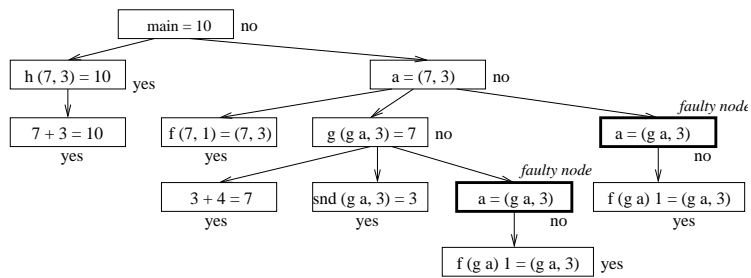 main = 10 no
h (7, 3) = 10 yes
a = (7, 3) no
faulty node
7 + 3 = 10 yes
f (7, 1) = (7, 3) yes
g (g a, 3) = 7 no
a = (g a, 3) no
faulty node
3 + 4 = 7 yes
snd (g a, 3) = 3 yes
a = (g a, 3) no
f (g a) 1 = (g a, 3) yes
f (g a) 1 = (g a, 3) yes